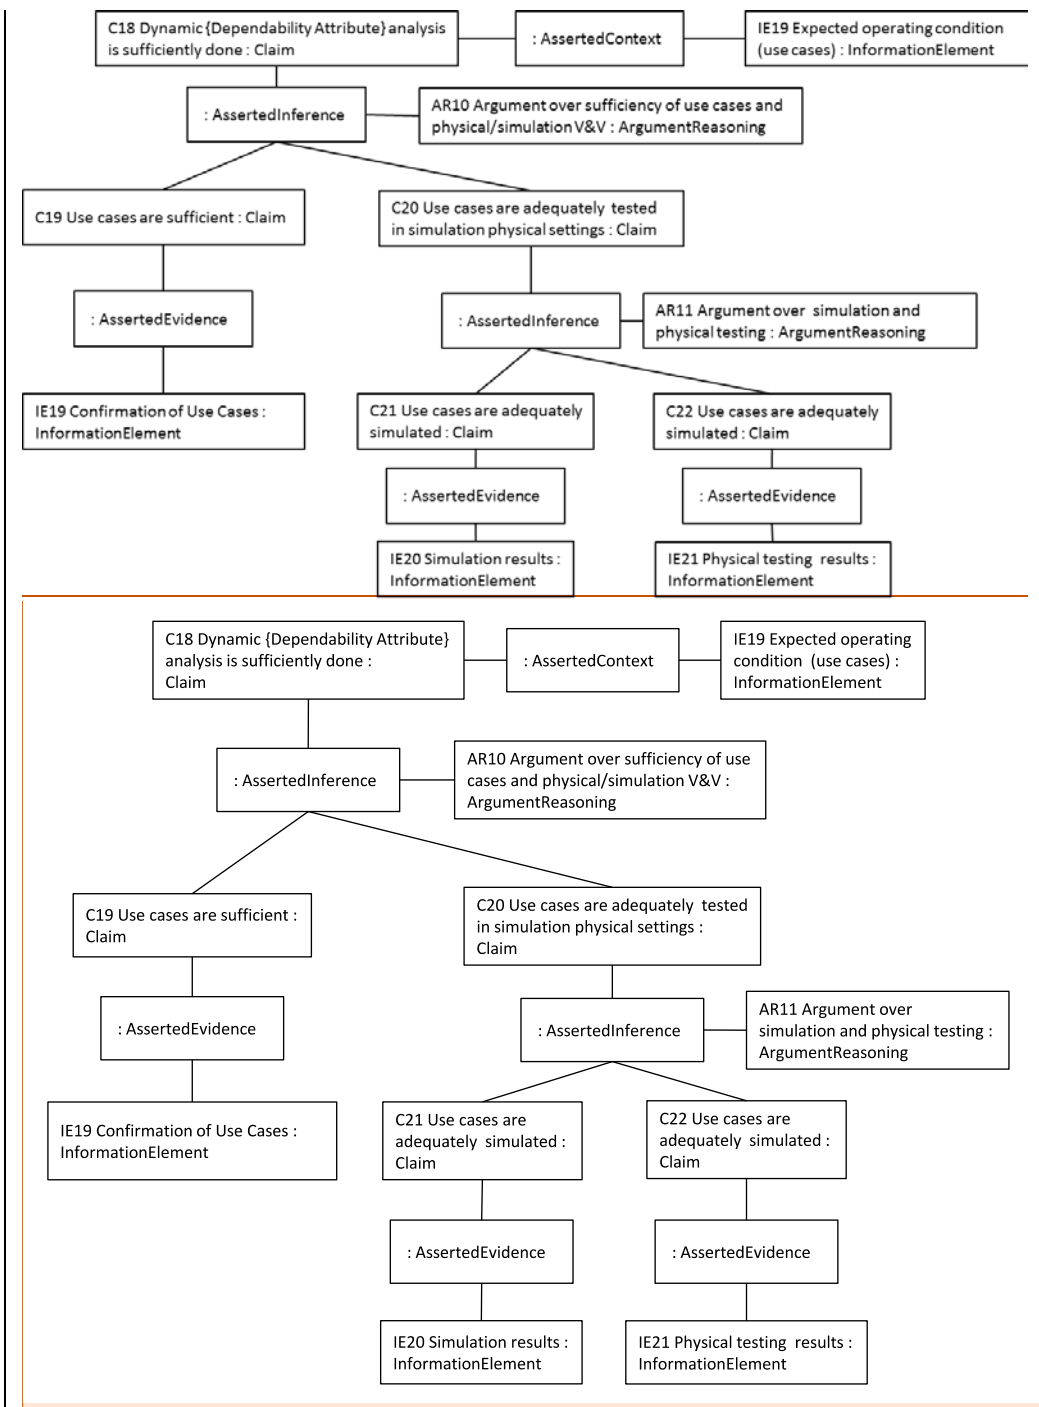 C18 Dynamic {Dependability Attribute} analysis
is sufficiently done : Claim
: AssertedContext
IE19 Expected operating condition
(use cases) : InformationElement
: AssertedInference
AR10 Argument over sufficiency of use cases and
physical/simulation V&V : ArgumentReasoning
C19 Use cases are sufficient : Claim
C20 Use cases are adequately tested
in simulation physical settings : Claim
: AssertedEvidence
: AssertedInference
AR11 Argument over simulation and
physical testing : ArgumentReasoning
IE19 Confirmation of Use Cases :
InformationElement
C21 Use cases are adequately
simulated : Claim
C22 Use cases are adequately
simulated : Claim
: AssertedEvidence
: AssertedEvidence
IE20 Simulation results :
InformationElement
IE21 Physical testing results :
InformationElement
C18 Dynamic {Dependability Attribute}
analysis is sufficiently done :
Claim
: AssertedContext
IE19 Expected operating
condition (use cases) :
InformationElement
: AssertedInference
AR10 Argument over sufficiency of use
cases and physical/simulation V&V :
ArgumentReasoning
C19 Use cases are sufficient :
Claim
C20 Use cases are adequately tested
in simulation physical settings :
Claim
: AssertedEvidence
: AssertedInference
AR11 Argument over
simulation and physical testing :
ArgumentReasoning
IE19 Confirmation of Use Cases :
InformationElement
C21 Use cases are
adequately simulated :
Claim
C22 Use cases are
adequately simulated :
Claim
: AssertedEvidence
: AssertedEvidence
IE20 Simulation results :
InformationElement
IE21 Physical testing results :
InformationElement